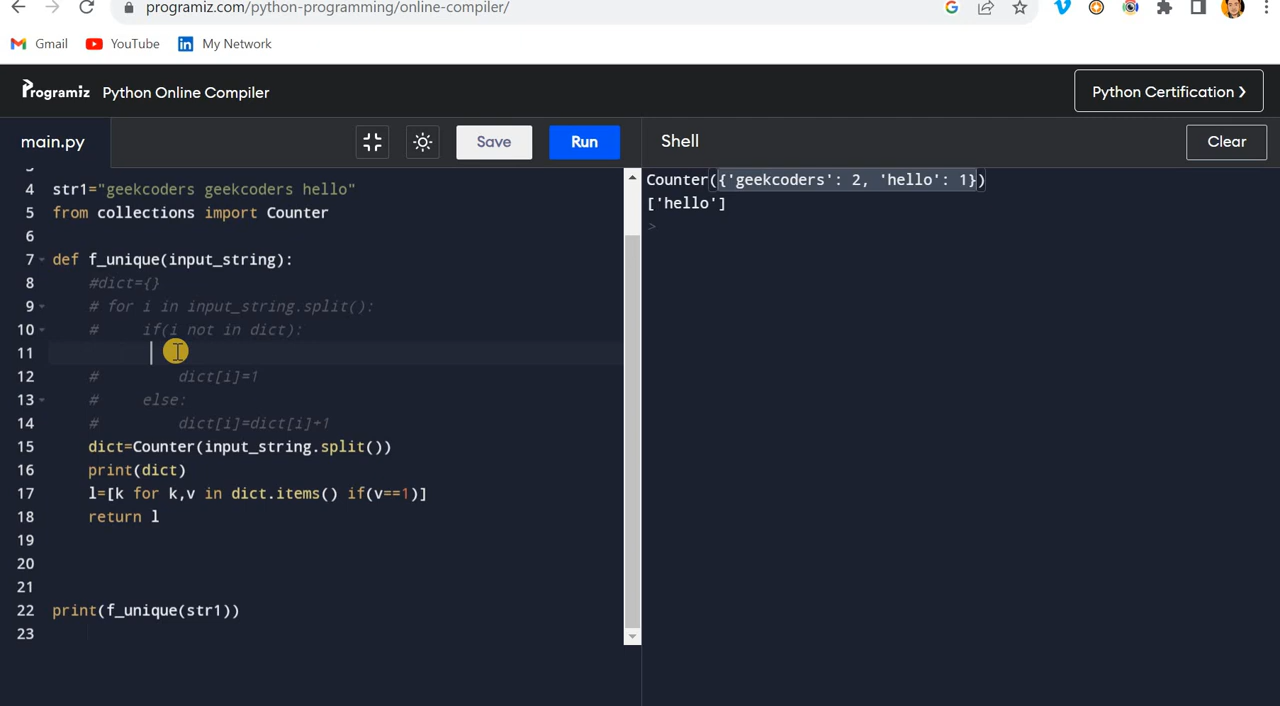 programiz.com/python-programming/online-compiler/
Gmail
YouTube
My Network
Programiz
Python Online Compiler
Python Certification
main.py
Save
Run
Shell
Clear
4 str1="geekcoders geekcoders hello"
5 from collections import Counter
6
7 def f_unique(input_string):
8 #dict={}
9 # for i in input_string.split():
10 #     if(i not in dict):
11
12 #         dict[i]=1
13 #     else:
14 #         dict[i]=dict[i]+1
15 dict=Counter(input_string.split())
16 print(dict)
17 l=[k for k,v in dict.items() if(v==1)]
18 return l
19
20
21
22 print(f_unique(str1))
23
Counter({'geekcoders': 2, 'hello': 1})
['hello']
>